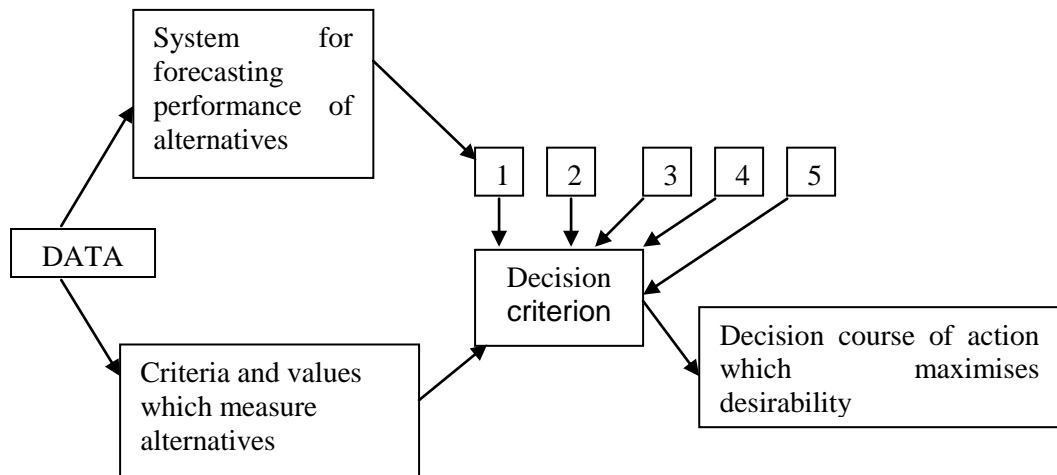 System for
forecasting
performance of
alternatives
1 2 3 4 5
DATA
Decision
criterion
Criteria and values
which measure
alternatives
Decision course of action
which maximises
desirability